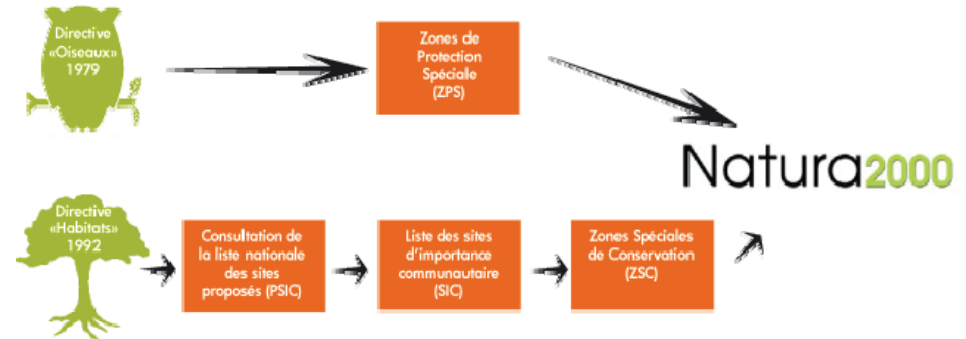 Directive
«Oiseaux»
1979
Zones de
Protection
Spéciale
(ZPS)
Natura2000
Directive
«Habitats»
1992
Consultation de
la liste nationale
des sites
proposés (PSIC)
Liste des sites
d'importance
communautaire
(SIC)
Zones Spéciales
de Conservation
(ZSC)